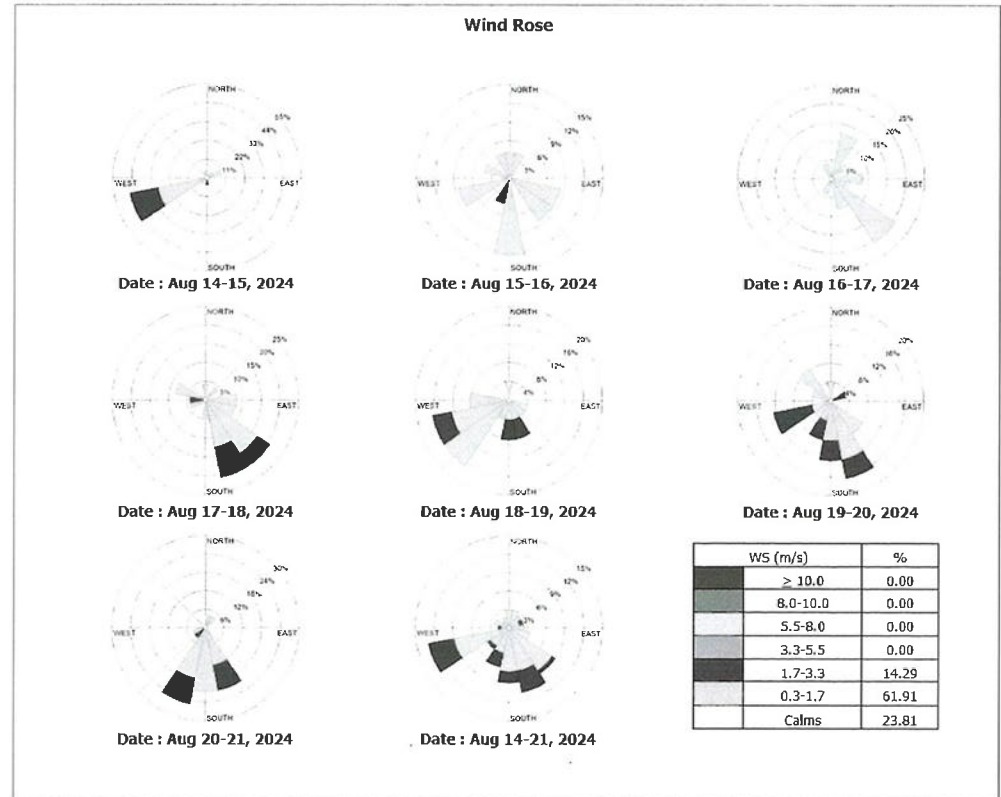 Wind Rose
NORTH
55%
44%
33%
22%
11%
WEST
EAST
SOUTH
Date : Aug 14-15, 2024
NORTH
15%
12%
9%
6%
3%
WEST
EAST
SOUTH
Date : Aug 15-16, 2024
NORTH
25%
20%
15%
10%
5%
WEST
EAST
SOUTH
Date : Aug 16-17, 2024
NORTH
25%
20%
15%
10%
5%
WEST
EAST
SOUTH
Date : Aug 17-18, 2024
NORTH
20%
16%
12%
8%
4%
WEST
EAST
SOUTH
Date : Aug 18-19, 2024
NORTH
20%
16%
12%
8%
4%
WEST
EAST
SOUTH
Date : Aug 19-20, 2024
NORTH
30%
24%
18%
12%
6%
WEST
EAST
SOUTH
Date : Aug 20-21, 2024
NORTH
15%
12%
9%
6%
3%
WEST
EAST
SOUTH
Date : Aug 14-21, 2024
WS (m/s) %
≥ 10.0 0.00
8.0-10.0 0.00
5.5-8.0 0.00
3.3-5.5 0.00
1.7-3.3 14.29
0.3-1.7 61.91
Calms 23.81